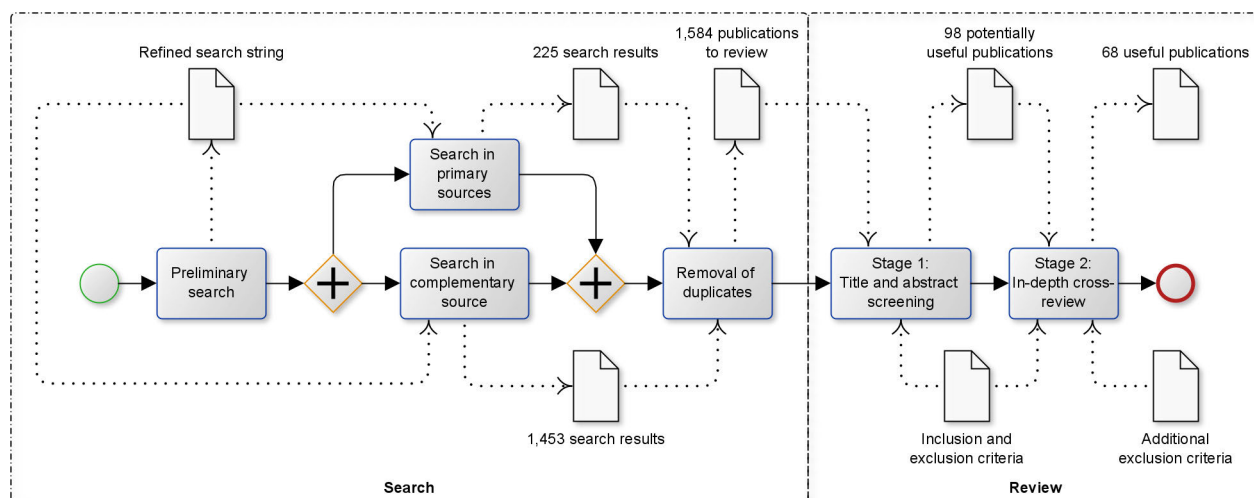 Refined search string
225 search results
1,584 publications
to review
98 potentially
useful publications
68 useful publications
Search in
primary
sources
Preliminary
search
Search in
complementary
source
Removal of
duplicates
Stage 1:
Title and abstract
screening
Stage 2:
In-depth cross-
review
1,453 search results
Inclusion and
exclusion criteria
Additional
exclusion criteria
Search
Review